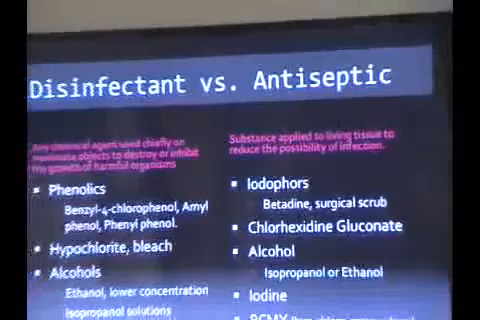 Disinfectant vs. Antiseptic
Any chemical agent used chiefly on
inanimate objects to destroy or inhibit
the growth of harmful organisms
▪ Phenolics
Benzyl-4-chlorophenol, Amyl
phenol, Phenyl phenol.
▪ Hypochlorite, bleach
▪ Alcohols
Ethanol, lower concentration
Isopropanol solutions
Substance applied to living tissue to
reduce the possibility of infection.
▪ Iodophors
Betadine, surgical scrub
▪ Chlorhexidine Gluconate
▪ Alcohol
Isopropanol or Ethanol
▪ Iodine
▪ PCMX